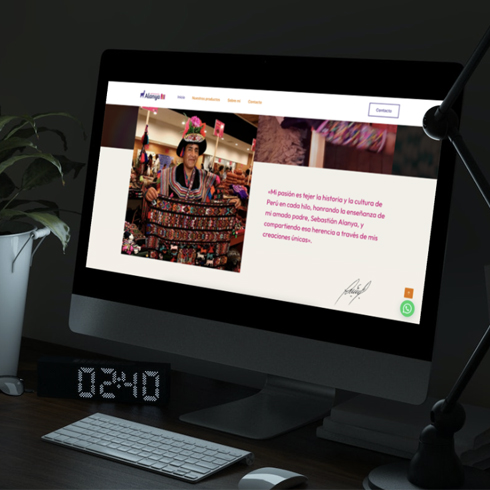 Alanya
Inicio Nuestros productos Sobre mi Contacto
Contacto
«Mi pasión es tejer la historia y la cultura de
Perú en cada hilo, honrando la enseñanza de
mi amado padre, Sebastián Alanya, y
compartiendo esa herencia a través de mis
creaciones únicas».
02:40